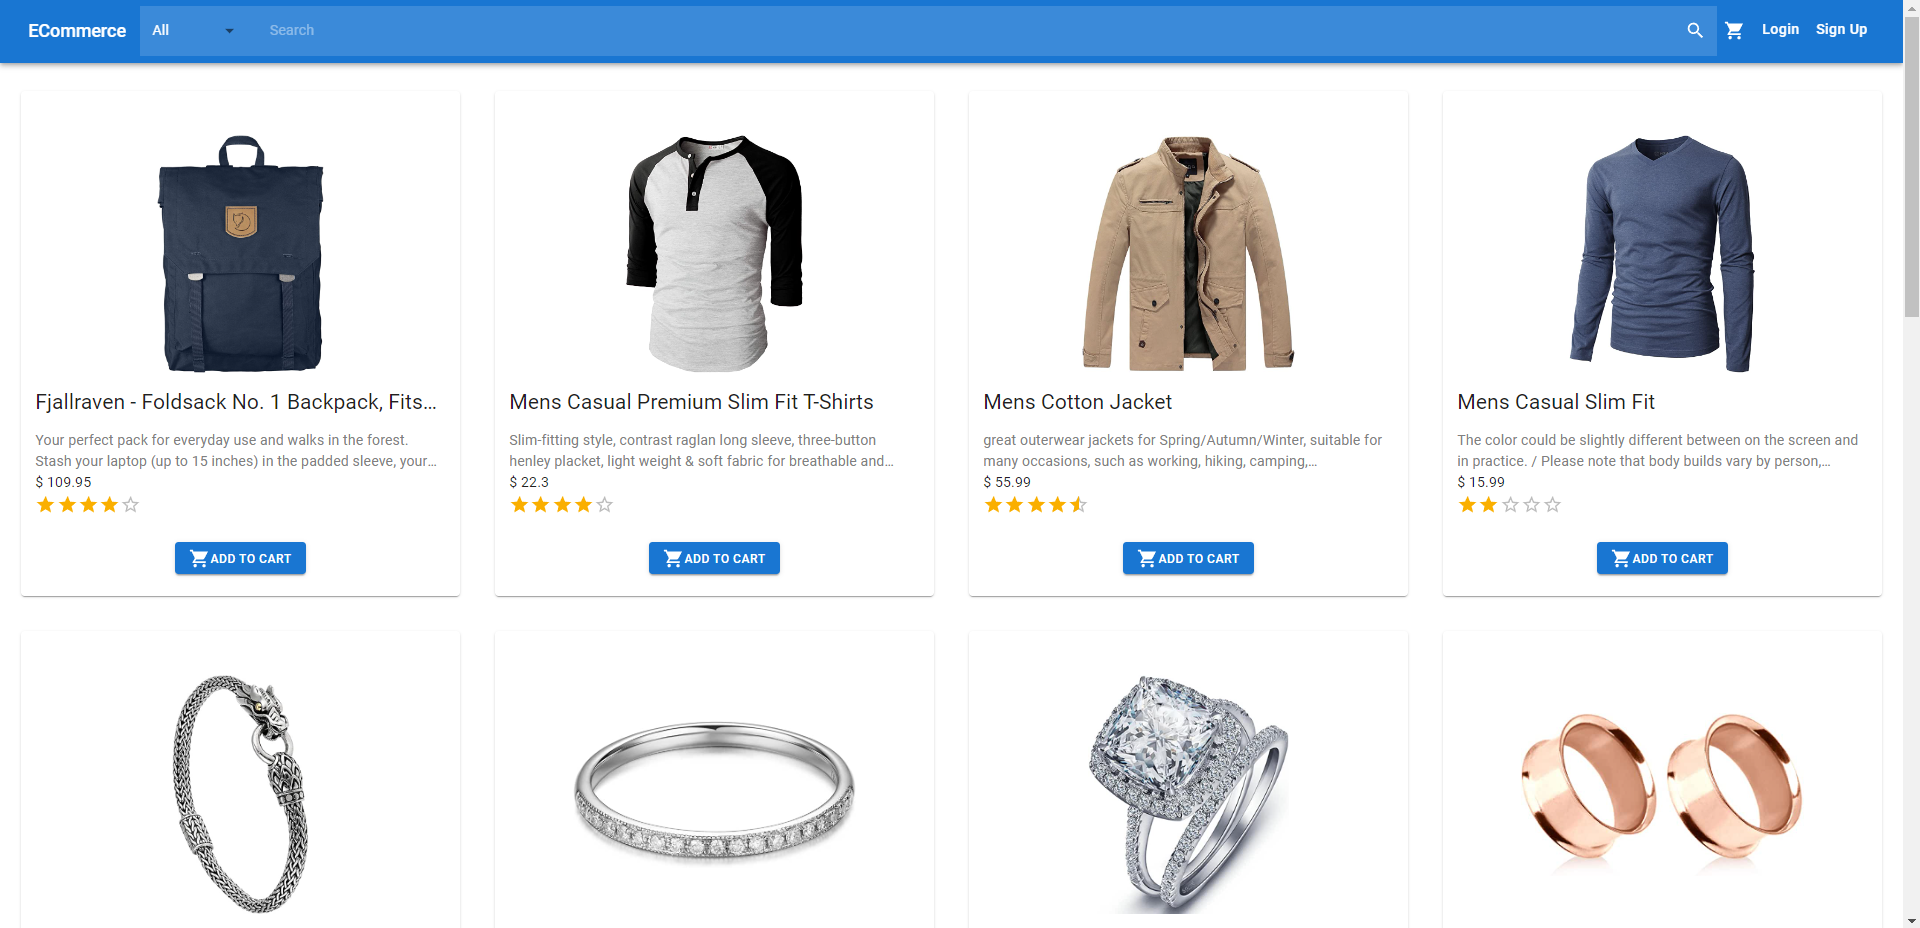 ECommerce
All
Search
Login
Sign Up
Fjallraven - Foldsack No. 1 Backpack, Fits...
Your perfect pack for everyday use and walks in the forest.
Stash your laptop (up to 15 inches) in the padded sleeve, your...
$ 109.95
ADD TO CART
Mens Casual Premium Slim Fit T-Shirts
Slim-fitting style, contrast raglan long sleeve, three-button
henley placket, light weight & soft fabric for breathable and...
$ 22.3
ADD TO CART
Mens Cotton Jacket
great outerwear jackets for Spring/Autumn/Winter, suitable for
many occasions, such as working, hiking, camping,...
$ 55.99
ADD TO CART
Mens Casual Slim Fit
The color could be slightly different between on the screen and
in practice. / Please note that body builds vary by person,...
$ 15.99
ADD TO CART